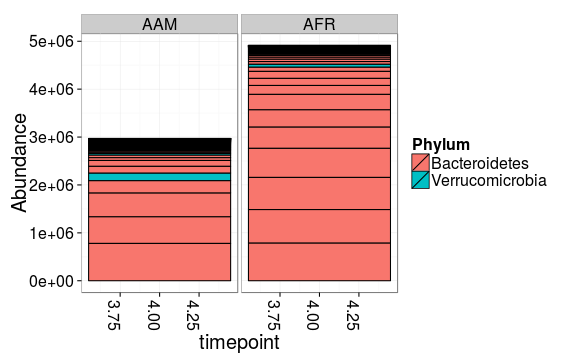 AAM
AFR
Abundance
5e+06
4e+06
3e+06
2e+06
1e+06
0e+00
3.75
4.00
4.25
3.75
4.00
4.25
timepoint
Phylum
Bacteroidetes
Verrucomicrobia